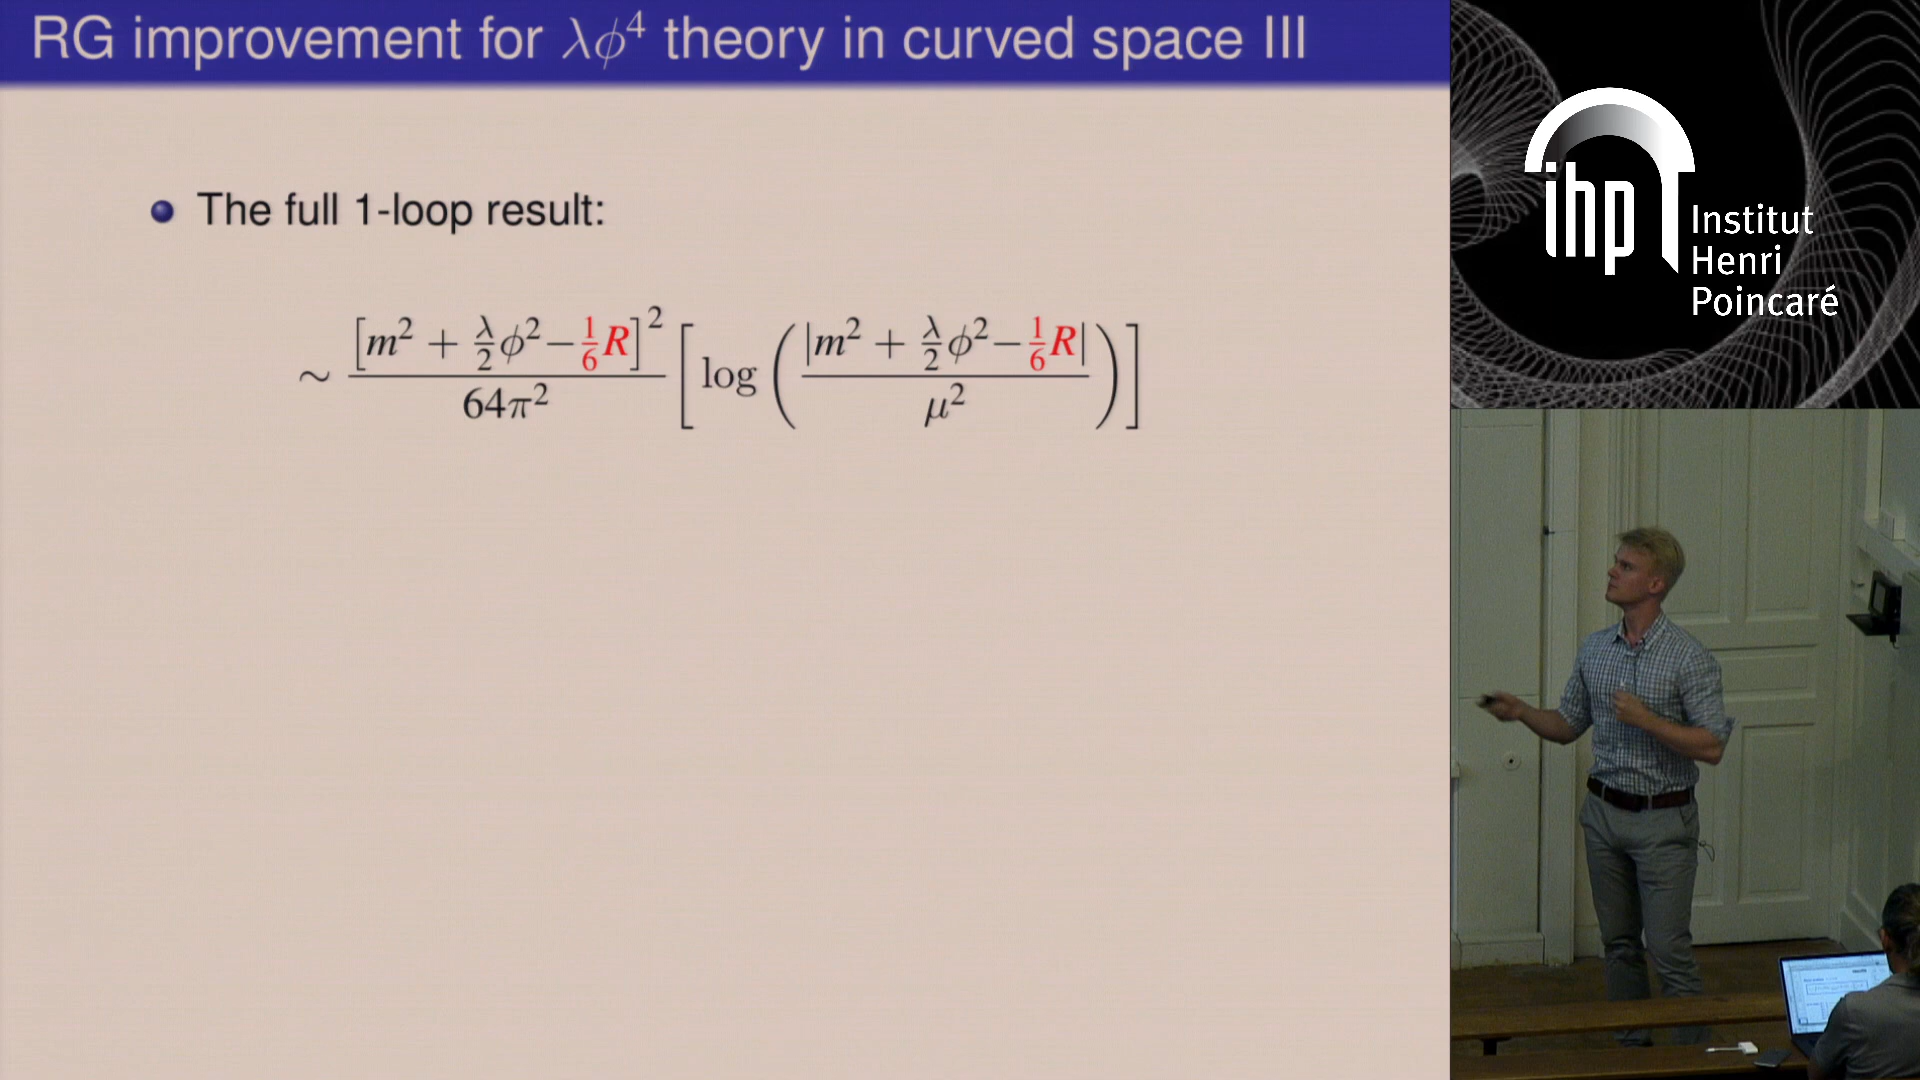 RG improvement for λϕ⁴ theory in curved space III
The full 1-loop result:
∼ [m² + λ/2 ϕ² − 1/6 R]² / 64π² [log(|m² + λ/2 ϕ² − 1/6 R| / μ²)]
ihp
Institut
Henri
Poincaré